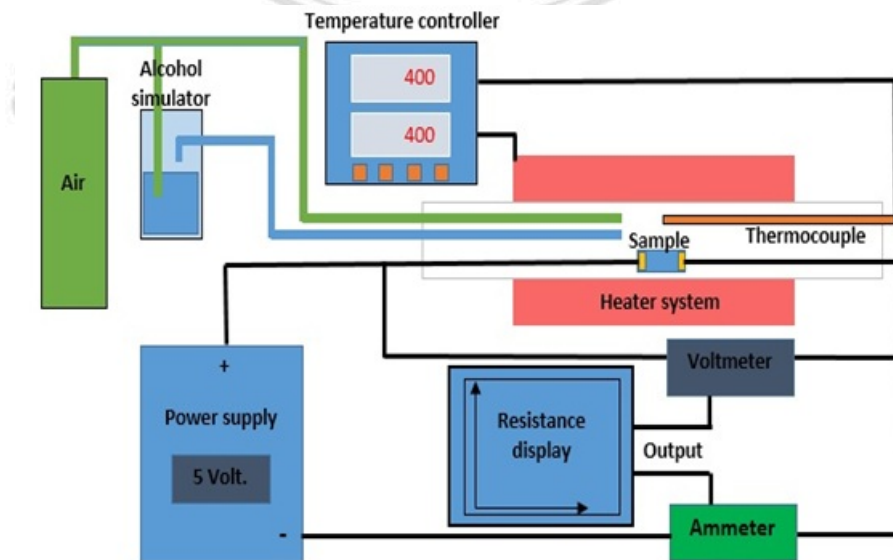 Temperature controller
400
400
Alcohol
simulator
Air
Sample
Thermocouple
Heater system
+
Power supply
5 Volt.
-
Voltmeter
Resistance
display
Output
Ammeter